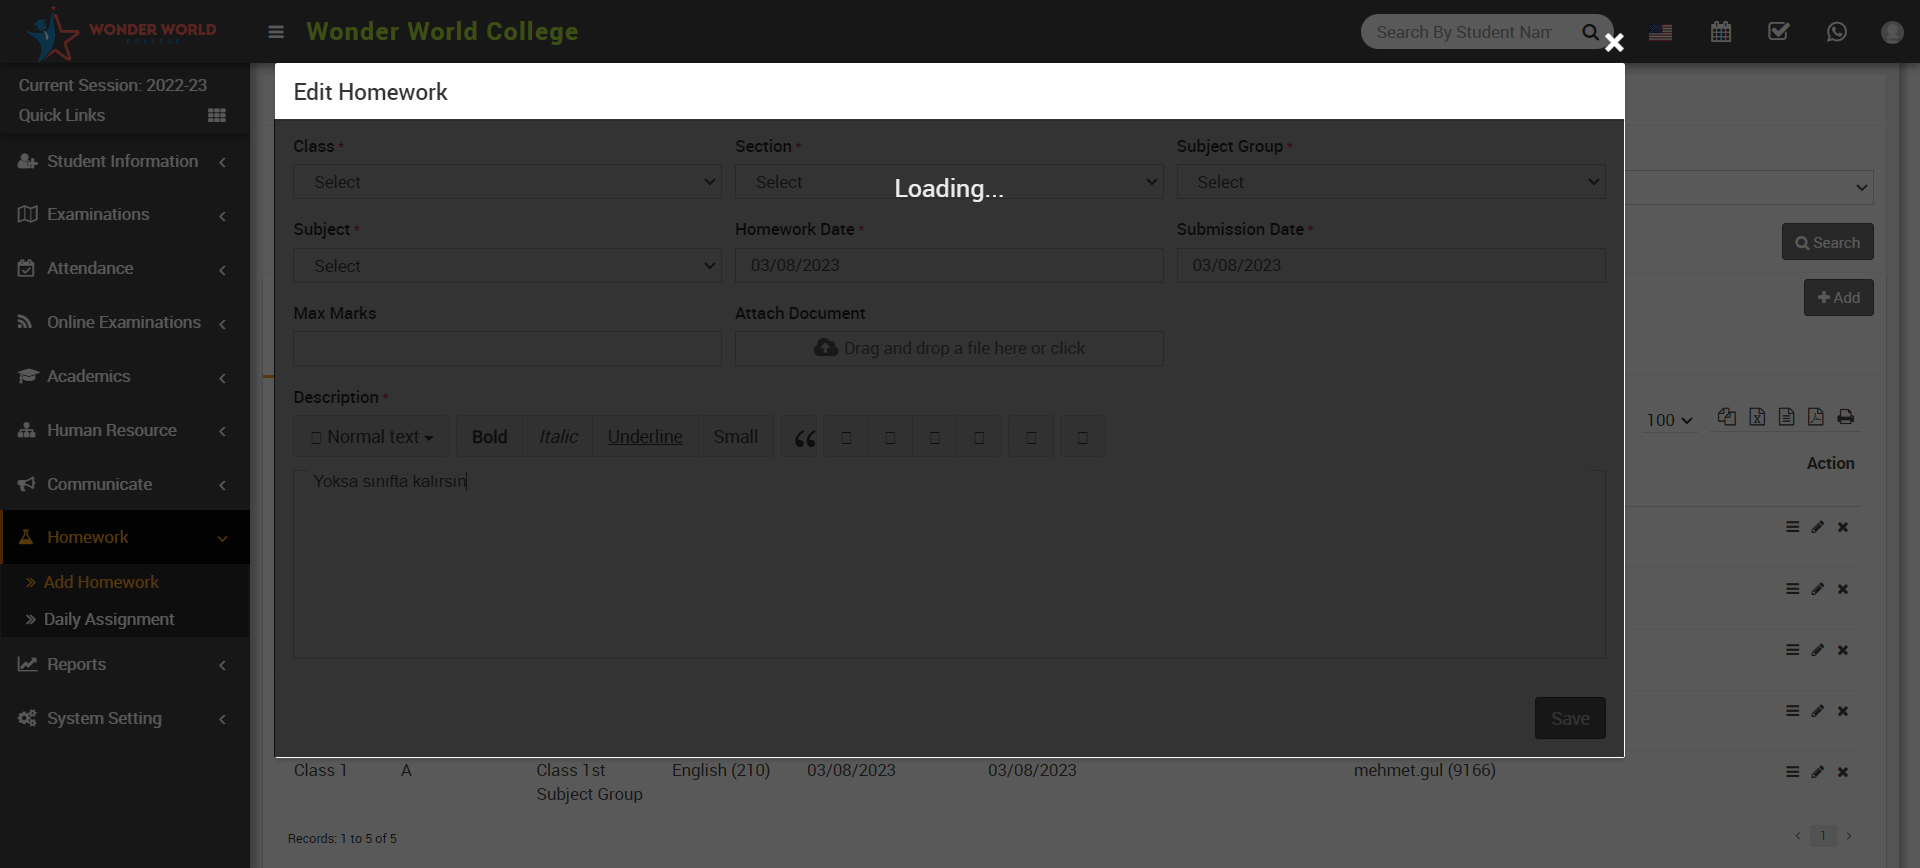 WONDER WORLD
COLLEGE
Wonder World College
Search By Student Nam
Current Session: 2022-23
Quick Links
Student Information
Examinations
Attendance
Online Examinations
Academics
Human Resource
Communicate
Homework
Add Homework
Daily Assignment
Reports
System Setting
Edit Homework
Class *
Section *
Subject Group *
Select
Select
Select
Loading...
Subject *
Homework Date *
Submission Date *
Select
03/08/2023
03/08/2023
Max Marks
Attach Document
Drag and drop a file here or click
Description *
Normal text
Bold
Italic
Underline
Small
Yoksa sınıfta kalırsın
Save
Search
Add
100
Action
Class 1 A Class 1st English (210) 03/08/2023 03/08/2023 mehmet.gul (9166)
Subject Group
Records: 1 to 5 of 5
1